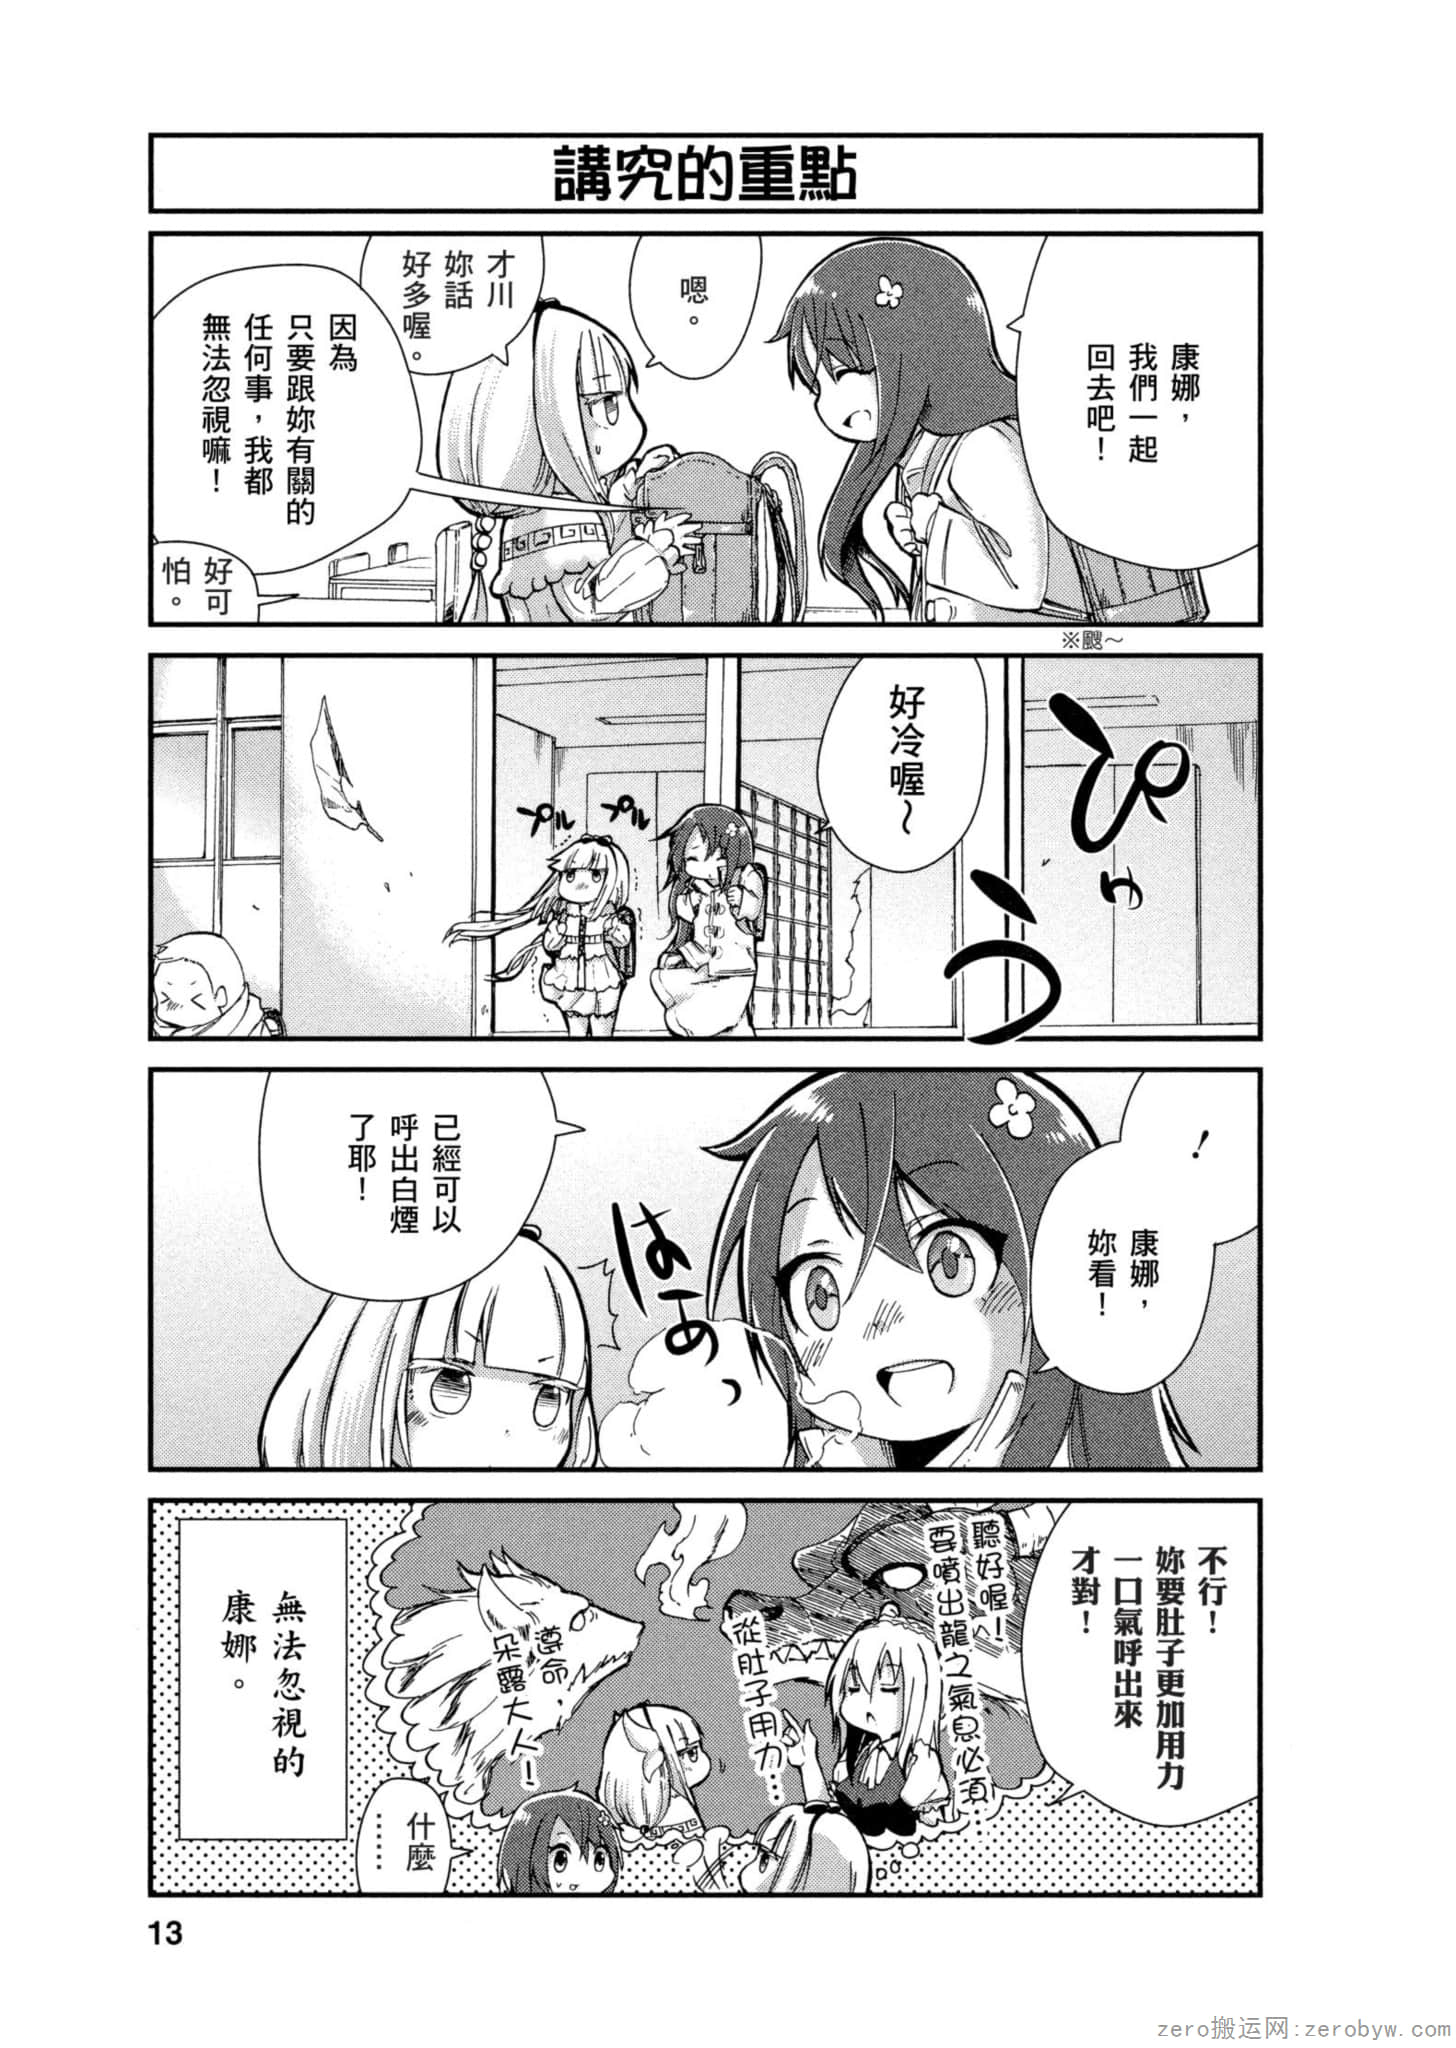 講究的重點
康娜，
我們一起
回去吧！
嗯。
才川
妳話
好多喔。
因為
只要跟妳有關的
任何事，我都
無法忽視嘛！
好可
怕。
※颼～
ぴゅう
好冷喔～
プル
プル
！
康娜，
妳看！
はあっ
已經可以
呼出白煙
了耶！
不行！
妳要肚子更加用力
一口氣呼出來
才對！
聽好喔！
要噴出龍之氣息必須
從肚子用力…
遵命，
朵露大人！
什麼
……
無法忽視的
康娜。
13
zero搬运网:zerobyw.com